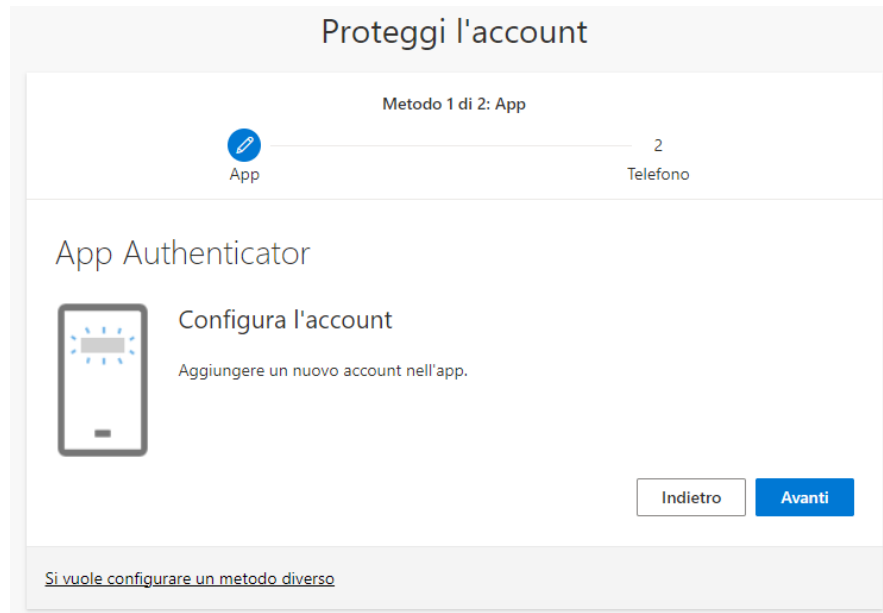 Proteggi l'account
Metodo 1 di 2: App
2
App
Telefono
App Authenticator
Configura l'account
Aggiungere un nuovo account nell'app.
Indietro
Avanti
Si vuole configurare un metodo diverso